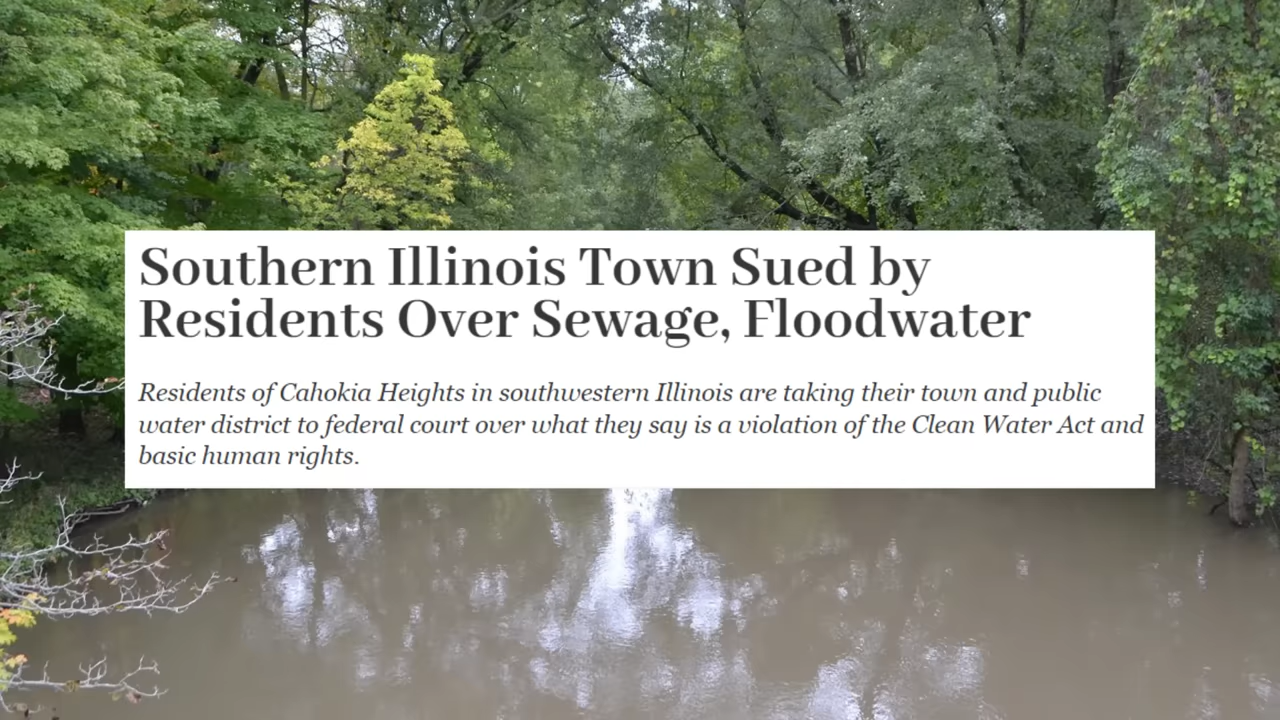 Southern Illinois Town Sued by
Residents Over Sewage, Floodwater
Residents of Cahokia Heights in southwestern Illinois are taking their town and public
water district to federal court over what they say is a violation of the Clean Water Act and
basic human rights.